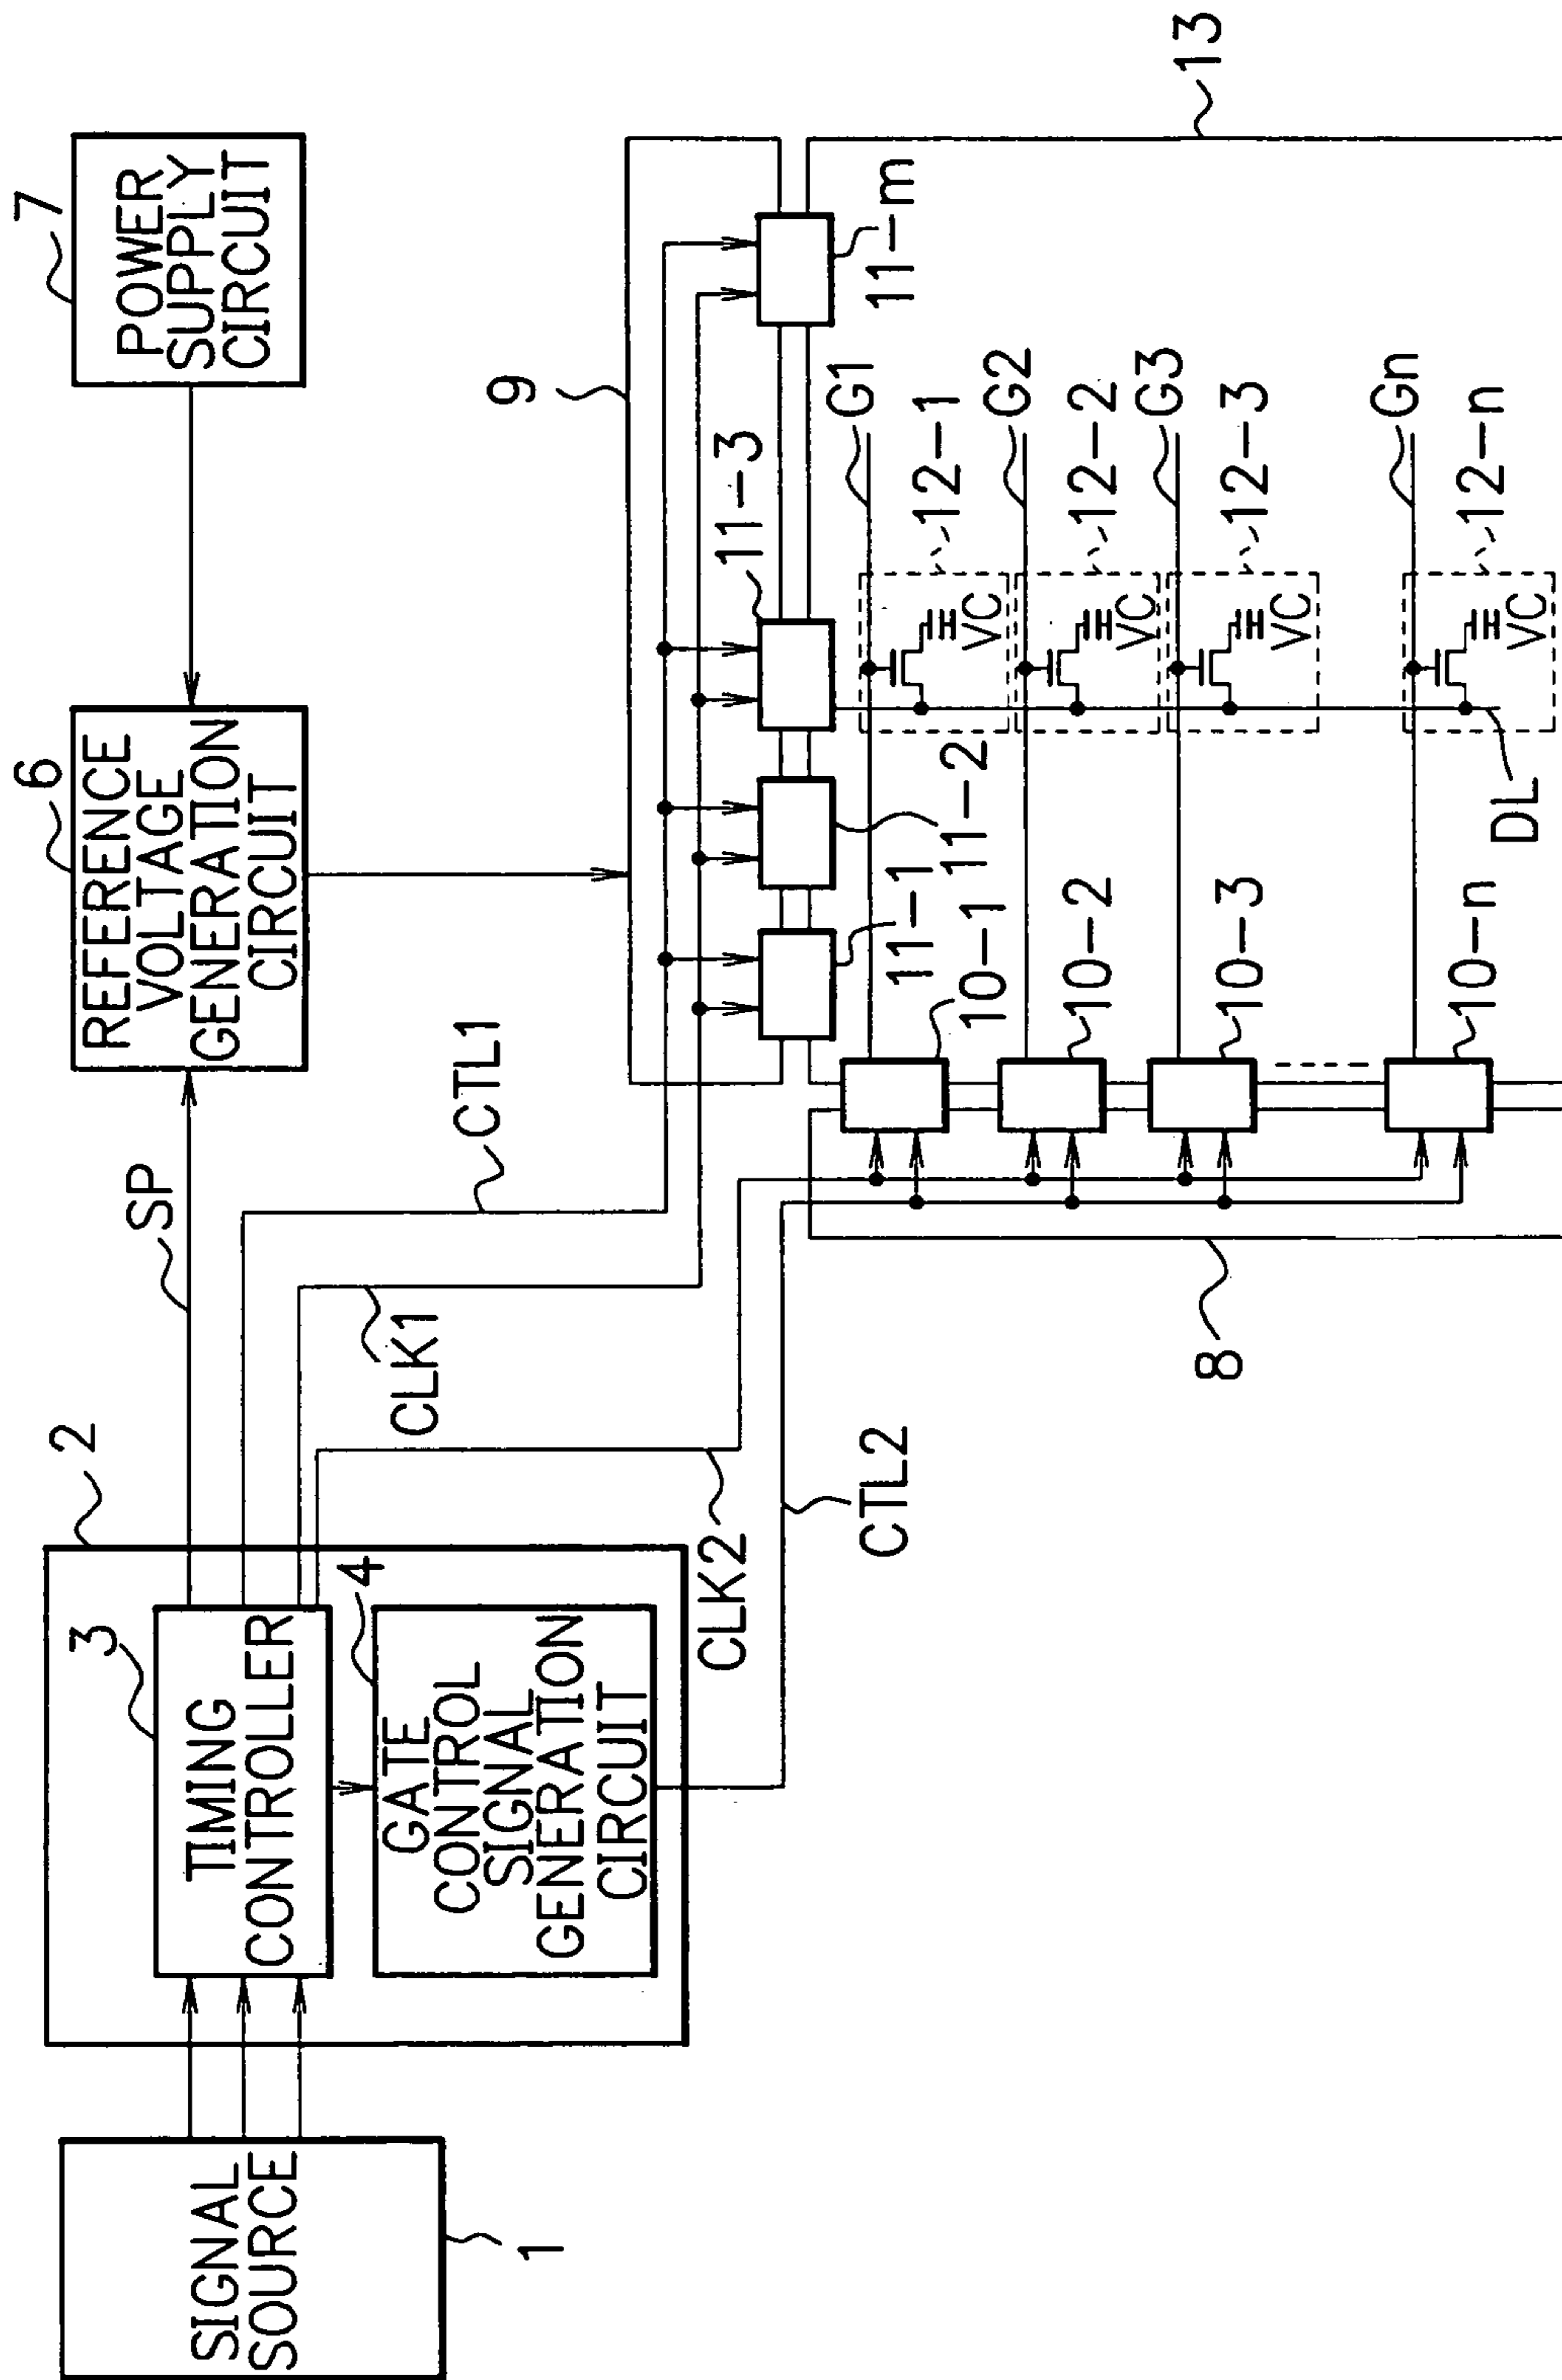 SIGNAL
SOURCE
1
2
3
TIMING
CONTROLLER
4
GATE
CONTROL
SIGNAL
GENERATION
CIRCUIT
SP
CTL1
CLK1
CLK2
CTL2
6
REFERENCE
VOLTAGE
GENERATION
CIRCUIT
7
POWER
SUPPLY
CIRCUIT
9
11-1
11-2
11-3
11-m
8
10-1
10-2
10-3
10-n
G1
12-1
VC
G2
12-2
VC
G3
12-3
VC
Gn
12-n
DL
13